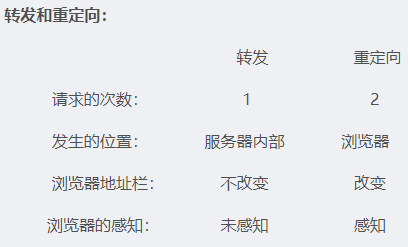 转发和重定向：
转发 重定向
请求的次数： 1 2
发生的位置： 服务器内部 浏览器
浏览器地址栏： 不改变 改变
浏览器的感知： 未感知 感知